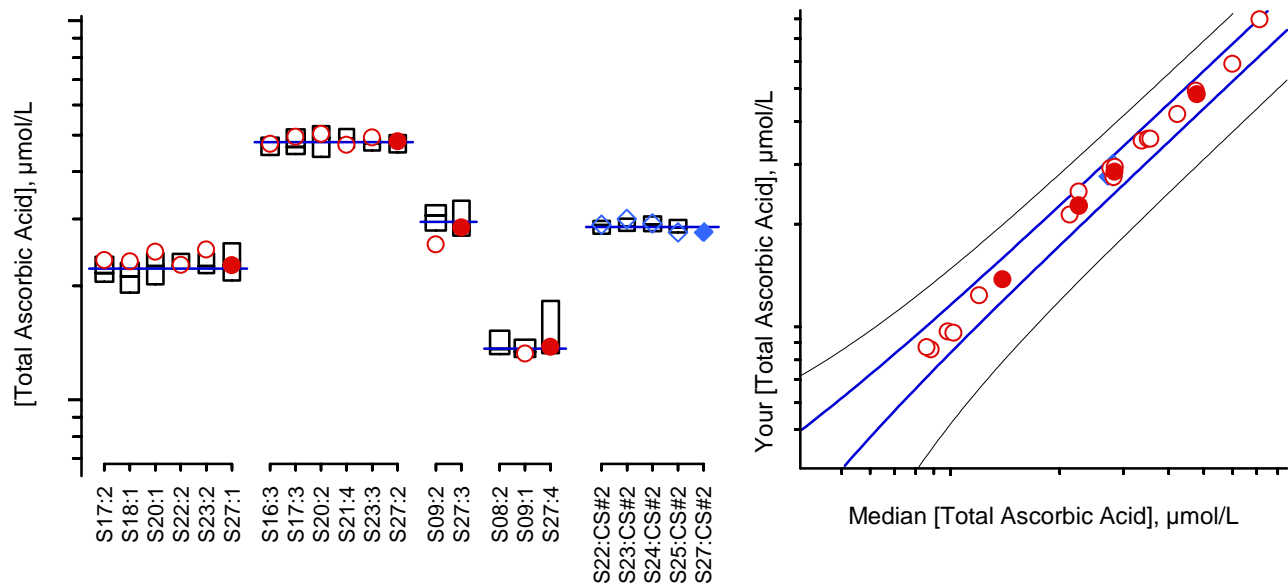 [Total Ascorbic Acid], µmol/L
S17:2
S18:1
S20:1
S22:2
S23:2
S27:1
S16:3
S17:3
S20:2
S21:4
S23:3
S27:2
S09:2
S27:3
S08:2
S09:1
S27:4
S22:CS#2
S23:CS#2
S24:CS#2
S25:CS#2
S27:CS#2
Your [Total Ascorbic Acid], µmol/L
Median [Total Ascorbic Acid], µmol/L